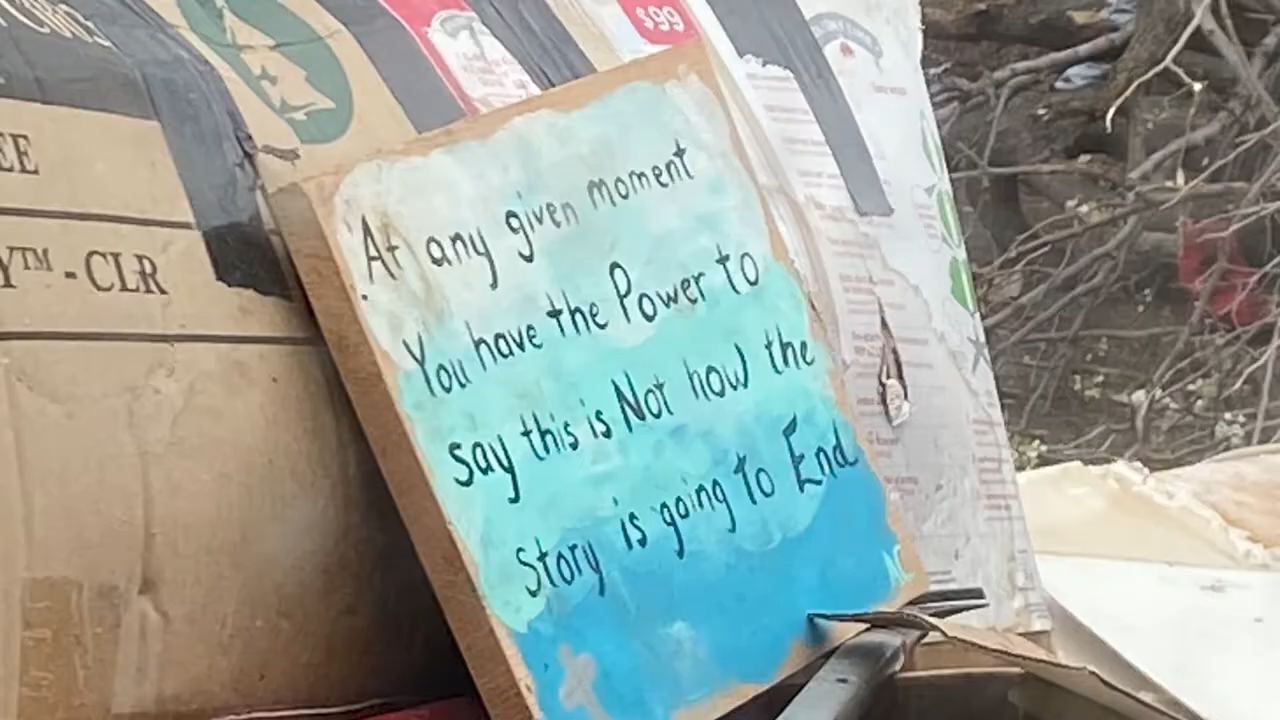 $99
EE
Y™ - CLR
At any given moment
You have the Power to
say this is Not how the
story is going to End